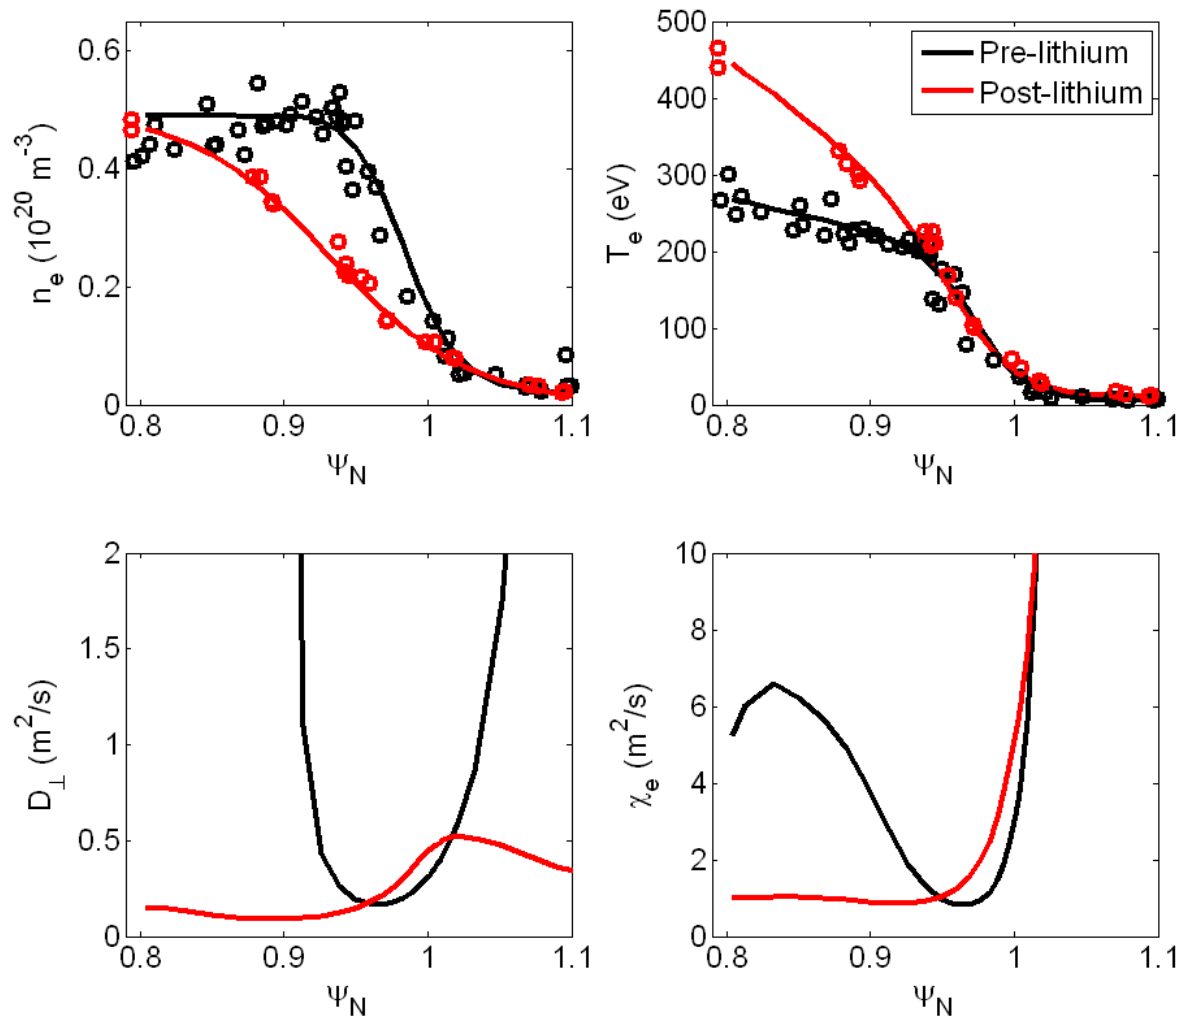 n_e (10^20 m^-3)
0.6
0.4
0.2
0
0.8 0.9 1 1.1
Ψ_N
T_e (eV)
500
400
300
200
100
0
0.8 0.9 1 1.1
Ψ_N
Pre-lithium
Post-lithium
D_⊥ (m^2/s)
2
1.5
1
0.5
0
0.8 0.9 1 1.1
Ψ_N
χ_e (m^2/s)
10
8
6
4
2
0
0.8 0.9 1 1.1
Ψ_N